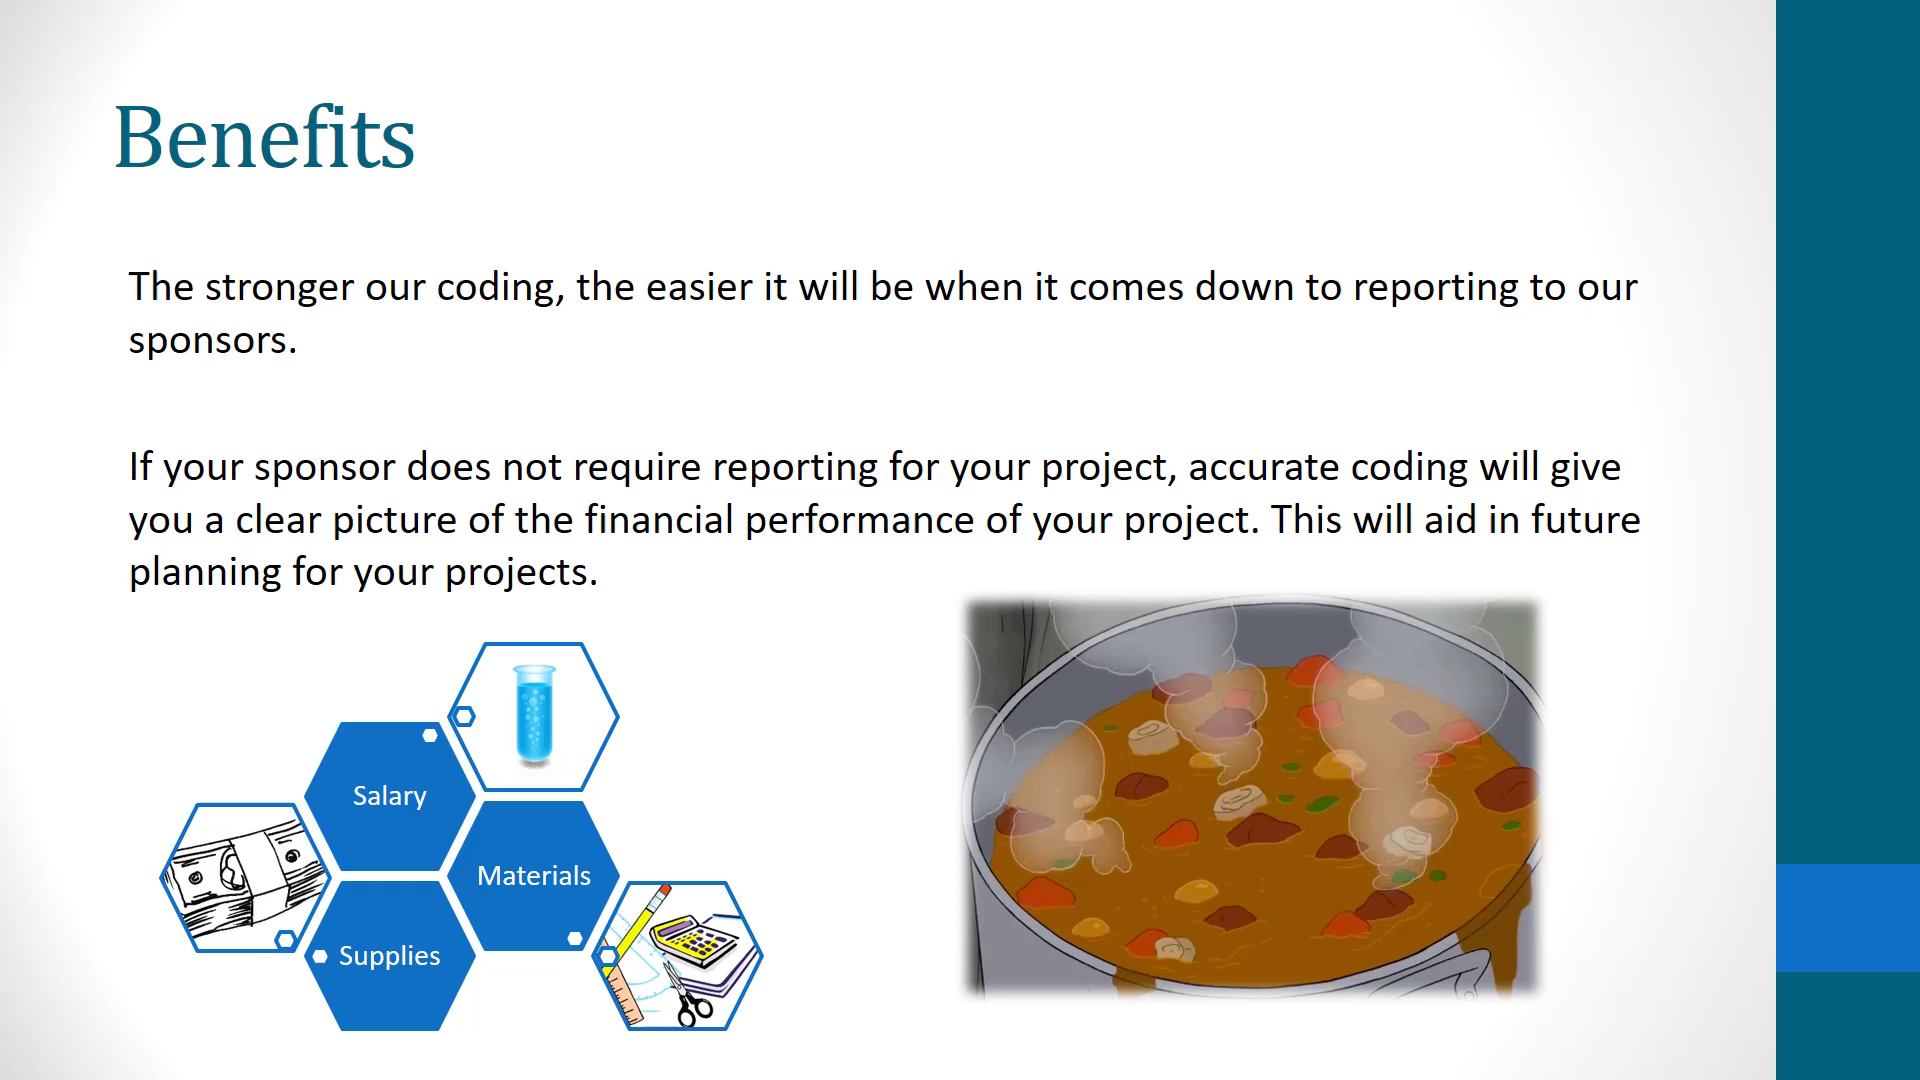 Benefits
The stronger our coding, the easier it will be when it comes down to reporting to our
sponsors.
If your sponsor does not require reporting for your project, accurate coding will give
you a clear picture of the financial performance of your project. This will aid in future
planning for your projects.
Salary
Materials
Supplies